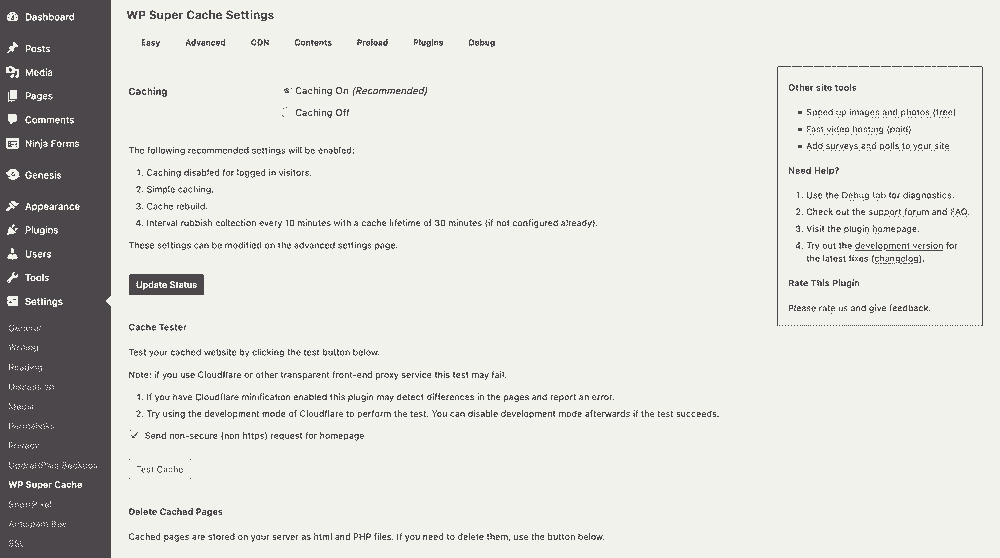 Dashboard
Posts
Media
Pages
Comments
Ninja Forms
Genesis
Appearance
Plugins
Users
Tools
Settings
General
Writing
Reading
Discussion
Media
Permalinks
Privacy
UpdraftPlus Backups
WP Super Cache
ShortPixel
Antispam Bee
SSL
WP Super Cache Settings
Easy Advanced CDN Contents Preload Plugins Debug
Caching
Caching On (Recommended)
Caching Off
The following recommended settings will be enabled:
1. Caching disabled for logged in visitors.
2. Simple caching.
3. Cache rebuild.
4. Interval rubbish collection every 10 minutes with a cache lifetime of 30 minutes (if not configured already).
These settings can be modified on the advanced settings page.
Update Status
Cache Tester
Test your cached website by clicking the test button below.
Note: if you use Cloudflare or other transparent front-end proxy service this test may fail.
1. If you have Cloudflare minification enabled this plugin may detect differences in the pages and report an error.
2. Try using the development mode of Cloudflare to perform the test. You can disable development mode afterwards if the test succeeds.
Send non-secure (non https) request for homepage
Test Cache
Delete Cached Pages
Cached pages are stored on your server as html and PHP files. If you need to delete them, use the button below.
Other site tools
Speed up images and photos (free)
Fast video hosting (paid)
Add surveys and polls to your site
Need Help?
1. Use the Debug tab for diagnostics.
2. Check out the support forum and FAQ.
3. Visit the plugin homepage.
4. Try out the development version for
the latest fixes (changelog).
Rate This Plugin
Please rate us and give feedback.